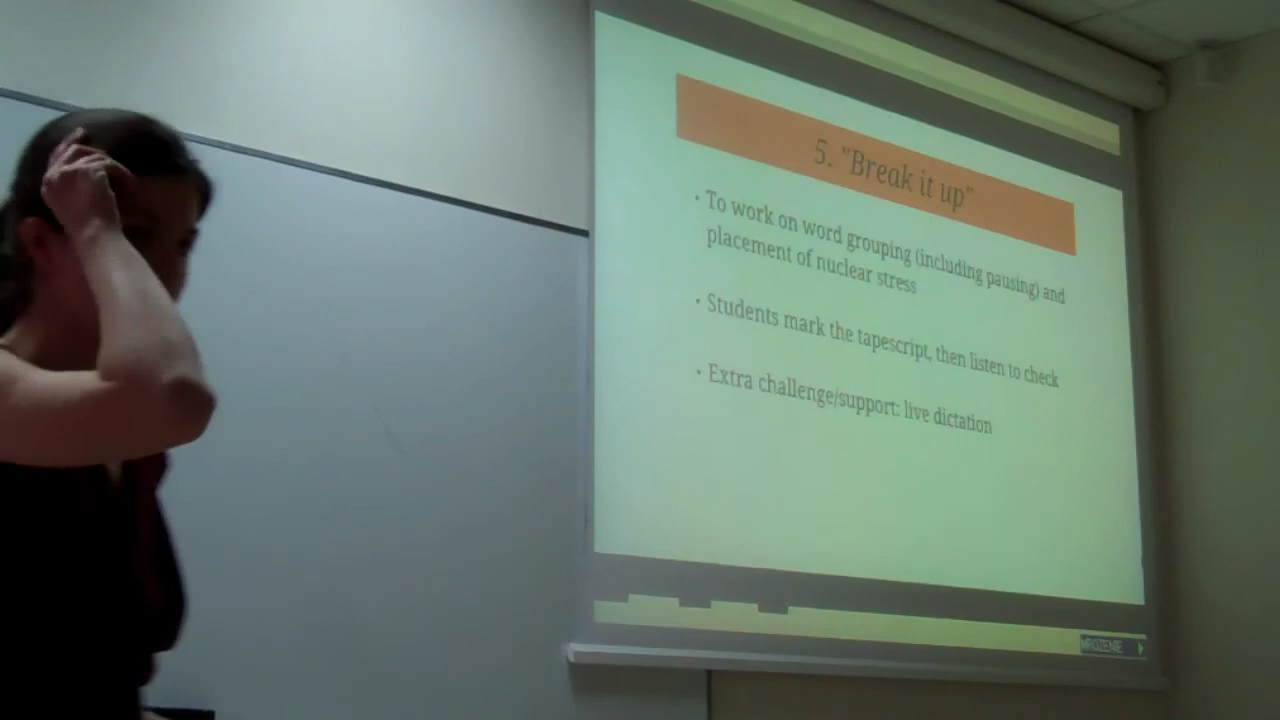 5. "Break it up"
• To work on word grouping (including pausing) and
placement of nuclear stress
• Students mark the tapescript, then listen to check
• Extra challenge/support: live dictation